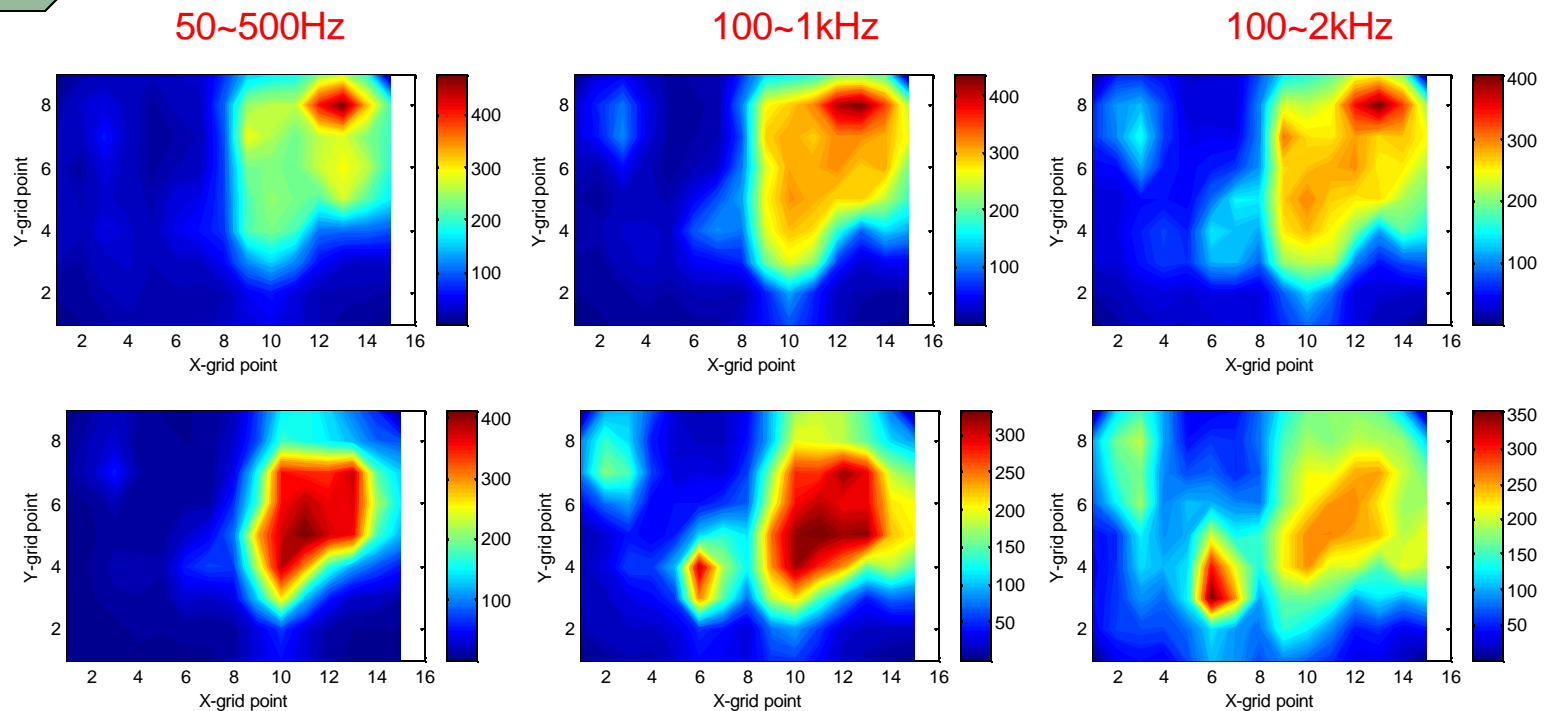 50~500Hz
100~1kHz
100~2kHz
8
6
4
2
Y-grid point
2 4 6 8 10 12 14 16
X-grid point
400
300
200
100
8
6
4
2
Y-grid point
2 4 6 8 10 12 14 16
X-grid point
400
300
200
100
8
6
4
2
Y-grid point
2 4 6 8 10 12 14 16
X-grid point
400
300
200
100
8
6
4
2
Y-grid point
2 4 6 8 10 12 14 16
X-grid point
400
300
200
100
8
6
4
2
Y-grid point
2 4 6 8 10 12 14 16
X-grid point
300
250
200
150
100
50
8
6
4
2
Y-grid point
2 4 6 8 10 12 14 16
X-grid point
350
300
250
200
150
100
50